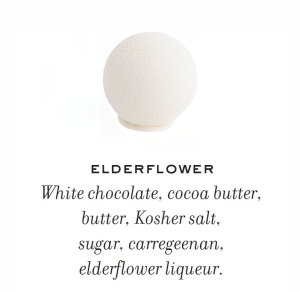 ELDERFLOWER
White chocolate, cocoa butter,
butter, Kosher salt,
sugar, carregeenan,
elderflower liqueur.